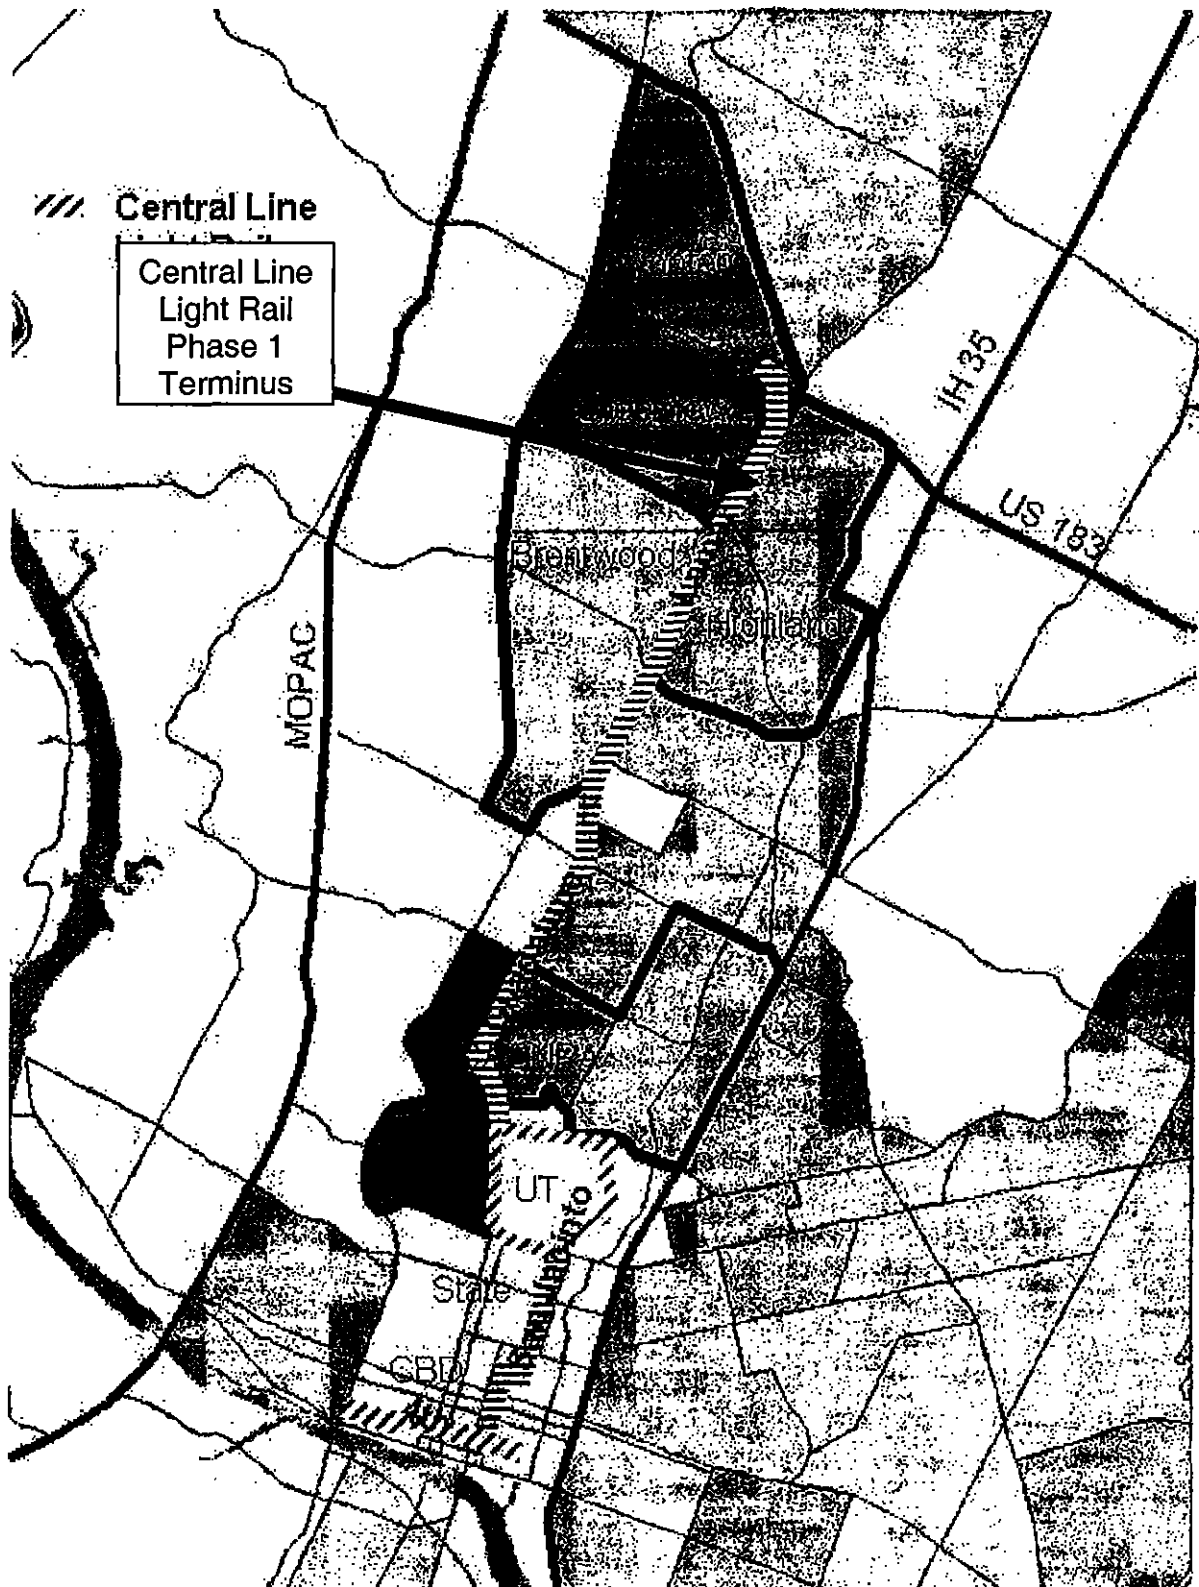 Central Line
Central Line
Light Rail
Phase 1
Terminus
IH 35
US 183
Brentwood
Highland
MOPAC
UT
State
CBD